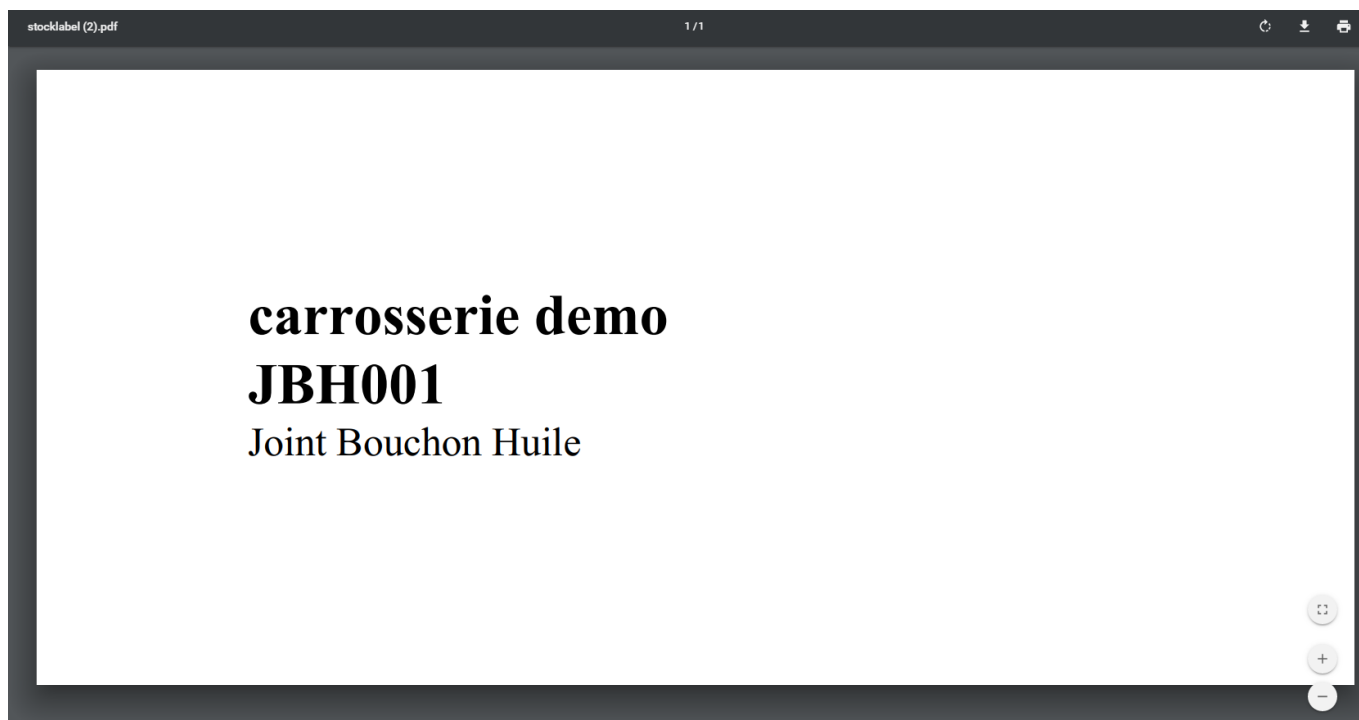 stocklabel (2).pdf
1 / 1
carrosserie demo
JBH001
Joint Bouchon Huile